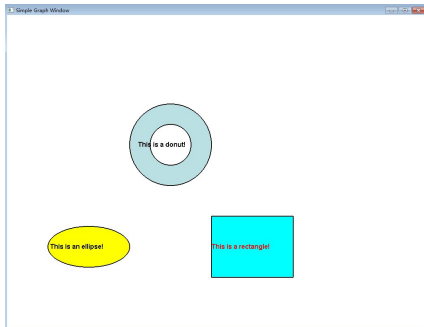 Simple Graph Window
This is a donut!
This is an ellipse!
This is a rectangle!